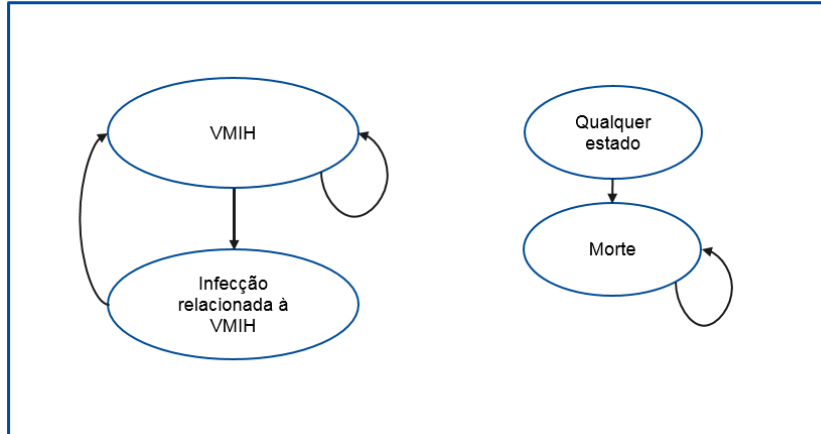 VMIH
Infecção
relacionada à
VMIH
Qualquer
estado
Morte